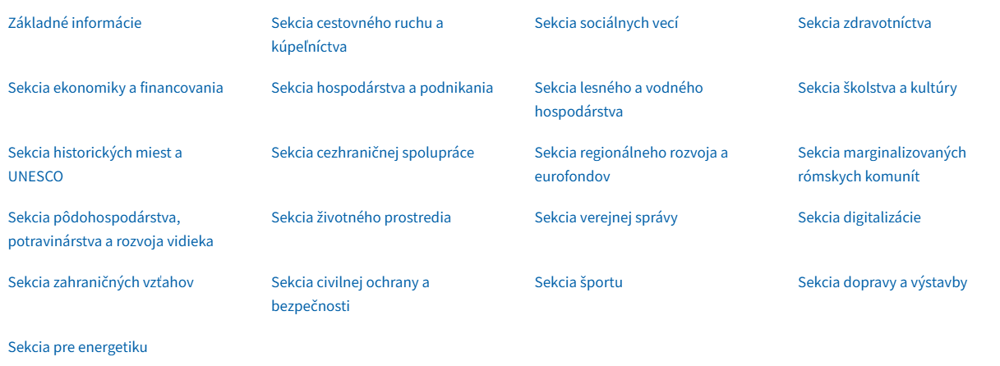 Základné informácie
Sekcia cestovného ruchu a
kúpeľníctva
Sekcia sociálnych vecí
Sekcia zdravotníctva
Sekcia ekonomiky a financovania
Sekcia hospodárstva a podnikania
Sekcia lesného a vodného
hospodárstva
Sekcia školstva a kultúry
Sekcia historických miest a
UNESCO
Sekcia cezhraničnej spolupráce
Sekcia regionálneho rozvoja a
eurofondov
Sekcia marginalizovaných
rómskych komunít
Sekcia pôdohospodárstva,
potravinárstva a rozvoja vidieka
Sekcia životného prostredia
Sekcia verejnej správy
Sekcia digitalizácie
Sekcia zahraničných vzťahov
Sekcia civilnej ochrany a
bezpečnosti
Sekcia športu
Sekcia dopravy a výstavby
Sekcia pre energetiku